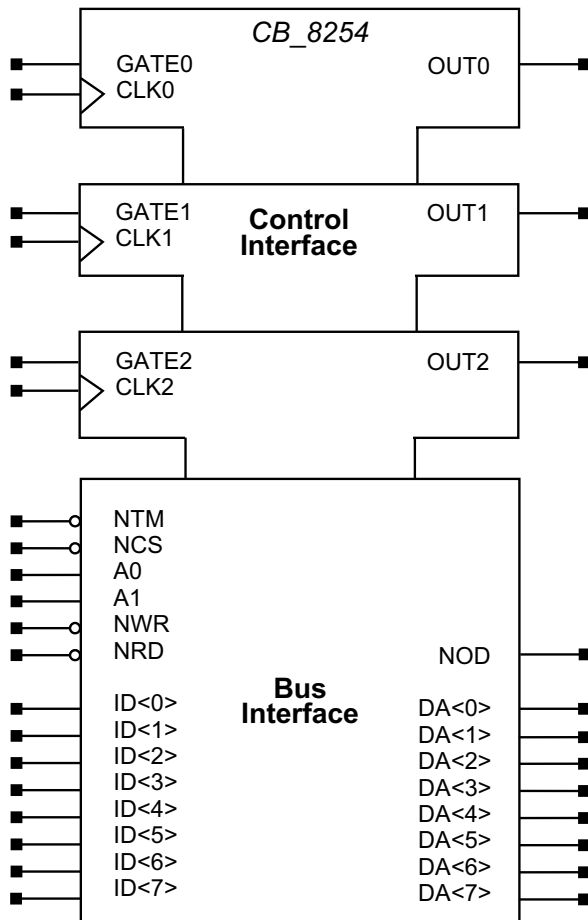 CB_8254
GATE0
OUT0
CLK0
GATE1
Control
OUT1
CLK1
Interface
GATE2
OUT2
CLK2
NTM
NCS
A0
A1
NWR
NRD
NOD
ID<0>
Bus
DA<0>
ID<1>
Interface
DA<1>
ID<2>
DA<2>
ID<3>
DA<3>
ID<4>
DA<4>
ID<5>
DA<5>
ID<6>
DA<6>
ID<7>
DA<7>